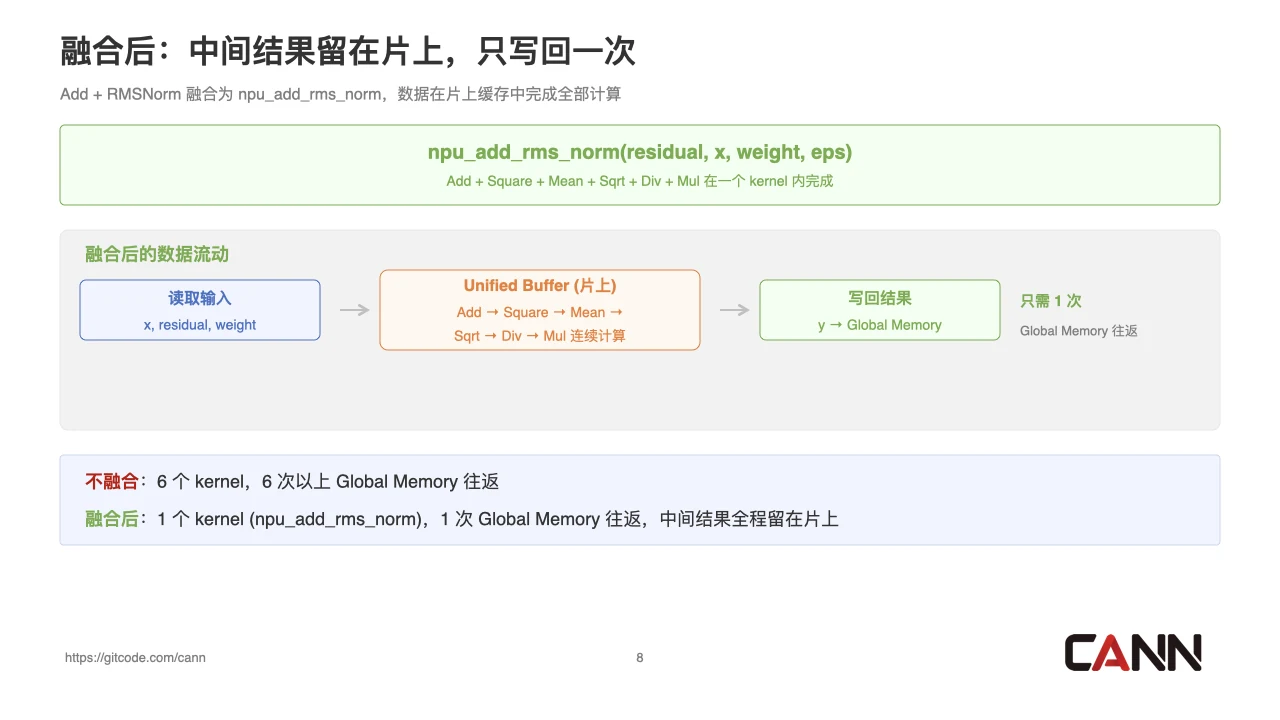 融合后：中间结果留在片上，只写回一次
Add + RMSNorm 融合为 npu_add_rms_norm，数据在片上缓存中完成全部计算
npu_add_rms_norm(residual, x, weight, eps)
Add + Square + Mean + Sqrt + Div + Mul 在一个 kernel 内完成
融合后的数据流动
读取输入
x, residual, weight
→
Unified Buffer (片上)
Add → Square → Mean →
Sqrt → Div → Mul 连续计算
→
写回结果
y → Global Memory
只需 1 次
Global Memory 往返
不融合：6 个 kernel，6 次以上 Global Memory 往返
融合后：1 个 kernel (npu_add_rms_norm)，1 次 Global Memory 往返，中间结果全程留在片上
https://gitcode.com/cann
8
CANN